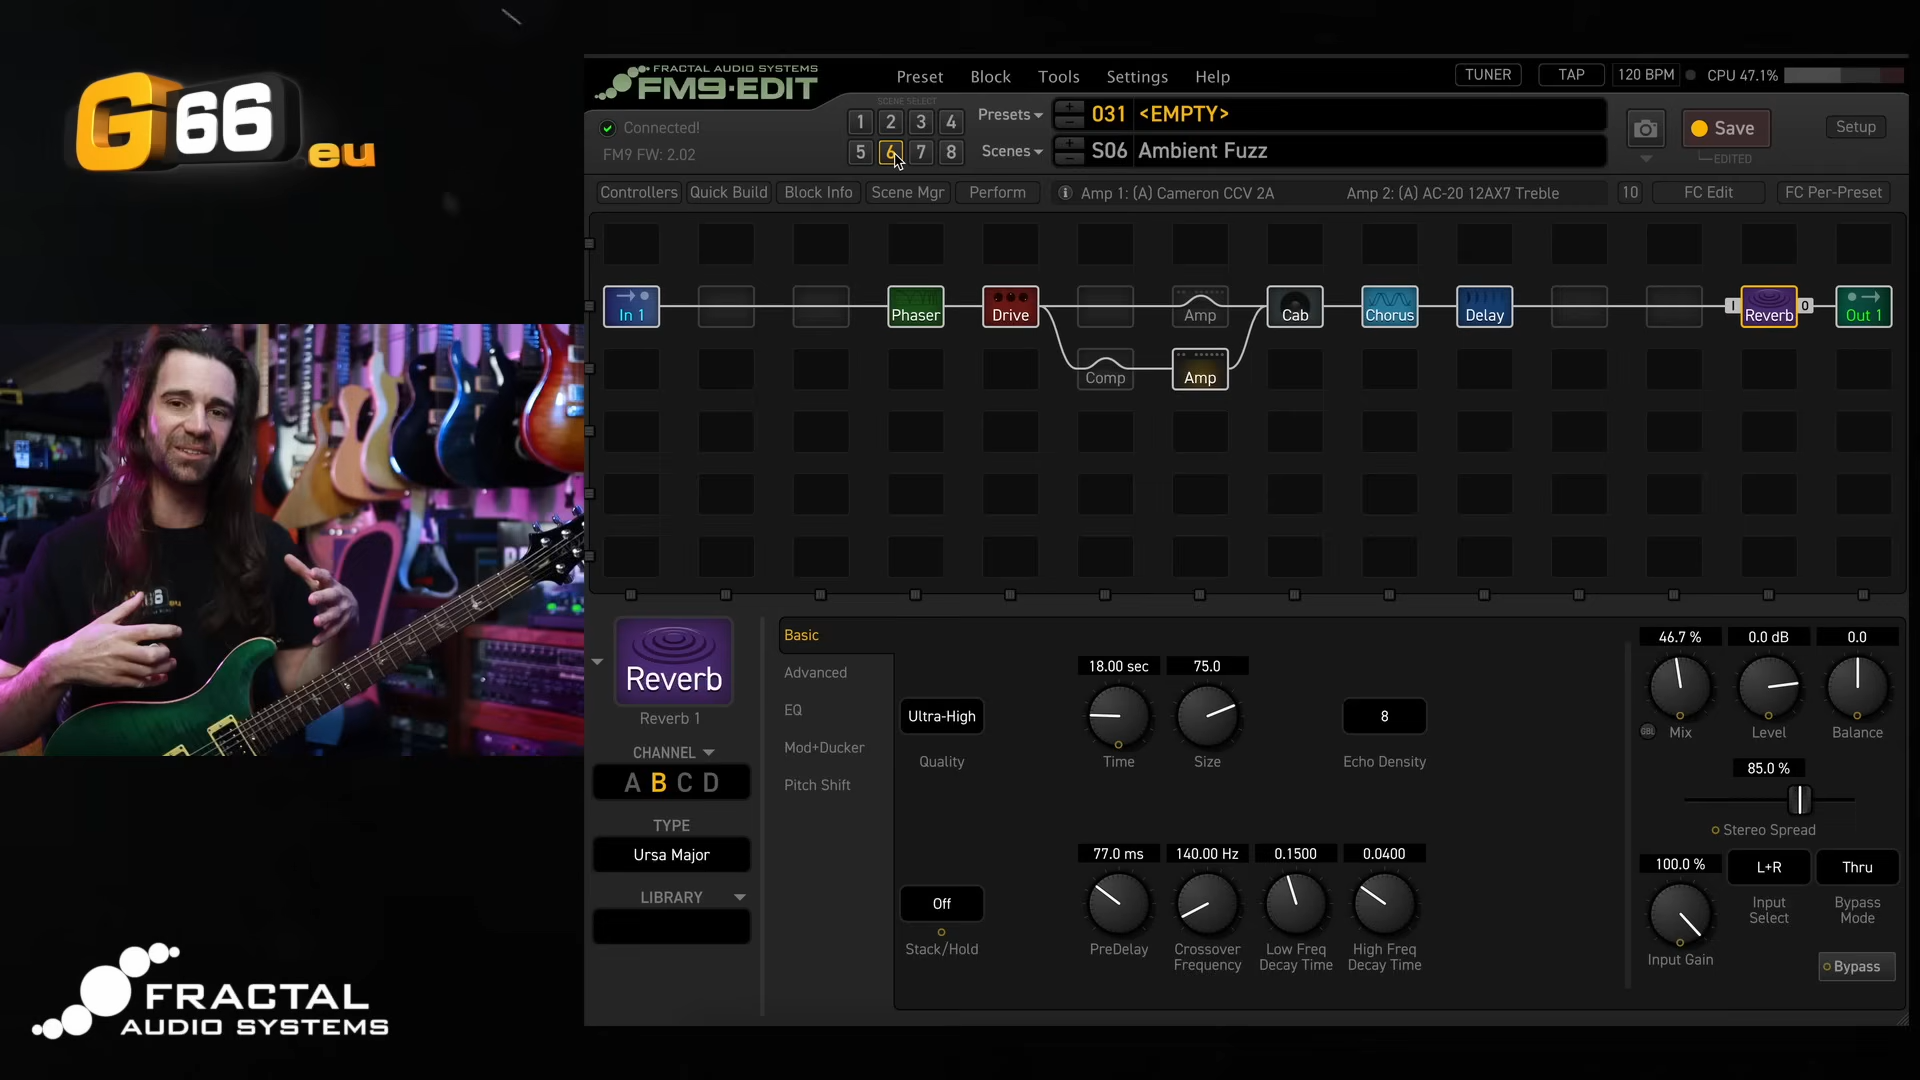 G66.eu
FRACTAL AUDIO SYSTEMS
FM9-EDIT
Preset Block Tools Settings Help
TUNER TAP 120 BPM CPU 47.1%
SCENE SELECT
1 2 3 4
5 6 7 8
Connected!
FM9 FW: 2.02
Presets 031 <EMPTY>
Scenes S06 Ambient Fuzz
Save
EDITED
Setup
Controllers Quick Build Block Info Scene Mgr Perform
Amp 1: (A) Cameron CCV 2A Amp 2: (A) AC-20 12AX7 Treble
10 FC Edit FC Per-Preset
In 1 Phaser Drive Amp Cab Chorus Delay I Reverb O Out 1
Comp Amp
Reverb
Reverb 1
CHANNEL
A B C D
TYPE
Ursa Major
LIBRARY
Basic
Advanced
EQ
Mod+Ducker
Pitch Shift
18.00 sec 75.0
Ultra-High 8
Quality Time Size Echo Density
77.0 ms 140.00 Hz 0.1500 0.0400
Off
Stack/Hold PreDelay Crossover Frequency Low Freq Decay Time High Freq Decay Time
46.7 % 0.0 dB 0.0
GBL Mix Level Balance
85.0 %
Stereo Spread
100.0 % L+R Thru
Input Gain Input Select Bypass Mode
Bypass
FRACTAL
AUDIO SYSTEMS